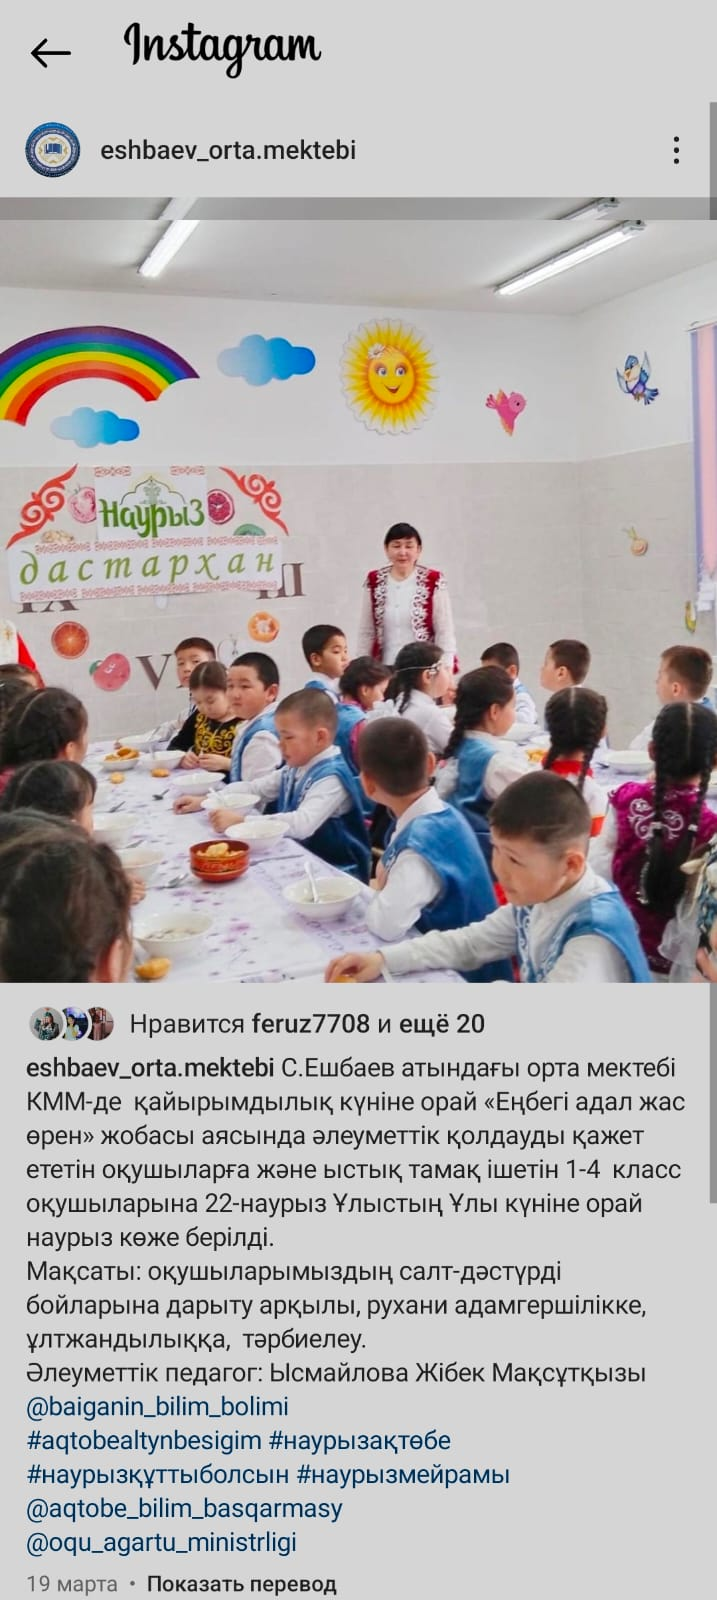 Instagram
eshbaev_orta.mektebi
Наурыз
дастархан
IX
III
V
Нравится feruz7708 и ещё 20
eshbaev_orta.mektebi С.Ешбаев атындағы орта мектебі
КММ-де қайырымдылық күніне орай «Еңбегі адал жас
өрен» жобасы аясында әлеуметтік қолдауды қажет
ететін оқушыларға және ыстық тамақ ішетін 1-4 класс
оқушыларына 22-наурыз Ұлыстың Ұлы күніне орай
наурыз көже берілді.
Мақсаты: оқушыларымыздың салт-дәстүрді
бойларына дарыту арқылы, рухани адамгершілікке,
ұлтжандылыққа, тәрбиелеу.
Әлеуметтік педагог: Ысмайлова Жібек Мақсұтқызы
@baiganin_bilim_bolimi
#aqtobealtynbesigim #наурызақтөбе
#наурызқұттыболсын #наурызмейрамы
@aqtobe_bilim_basqarmasy
@oqu_agartu_ministrligi
19 марта • Показать перевод